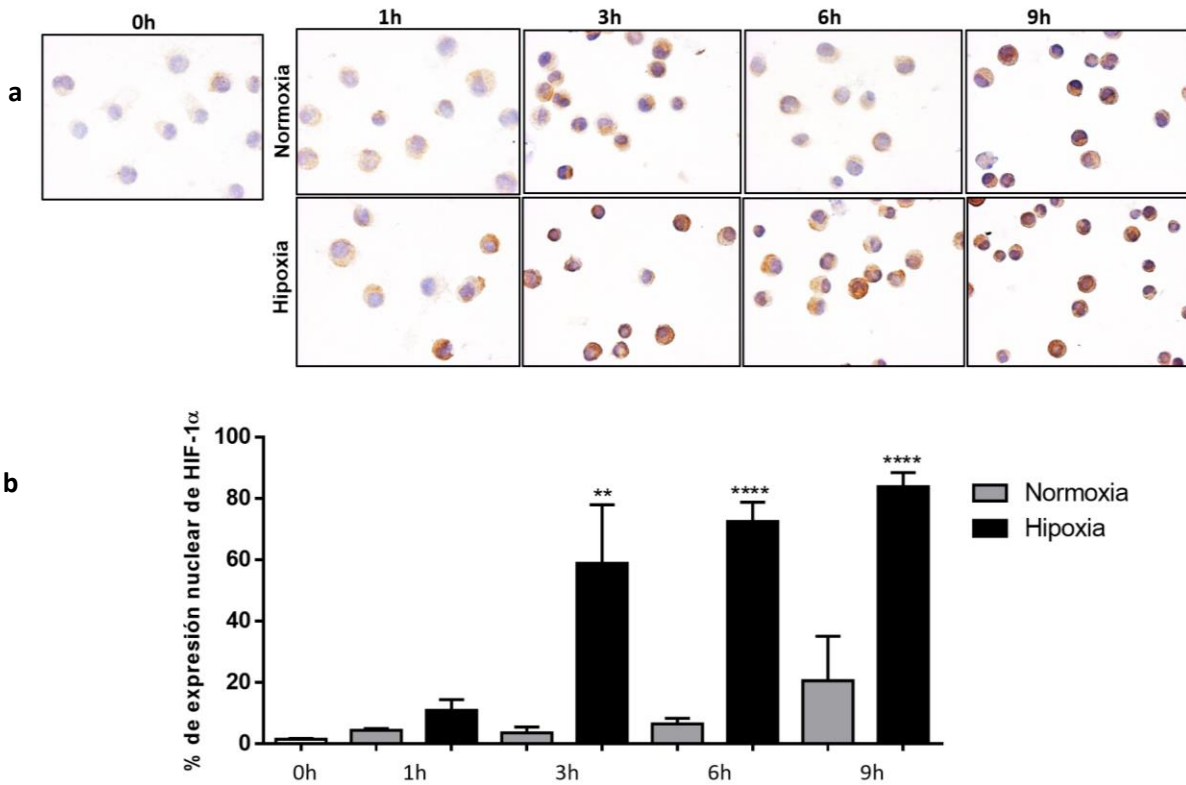 0h 1h 3h 6h 9h
a
Normoxia
Hipoxia
b
% de expresión nuclear de HIF-1α
100
80
60
40
20
0
** **** ****
Normoxia
Hipoxia
0h 1h 3h 6h 9h